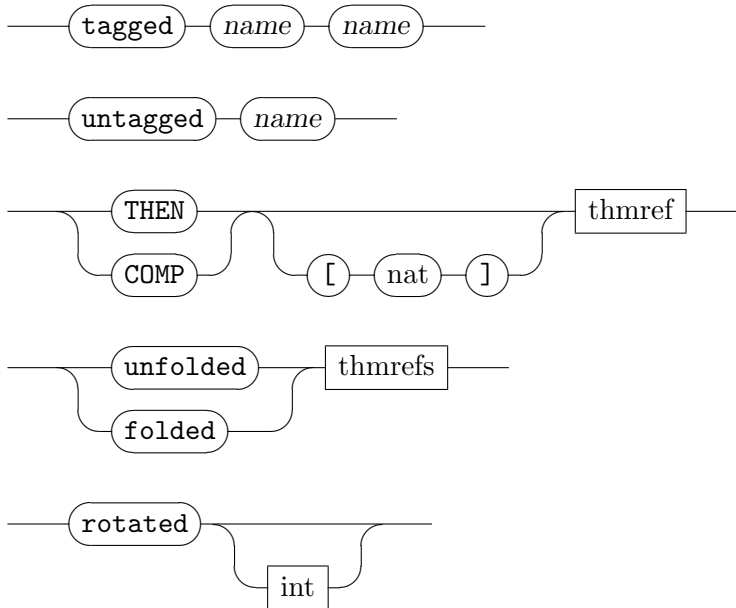 tagged name name
untagged name
THEN thmref
COMP [ nat ]
unfolded thmrefs
folded
rotated
int